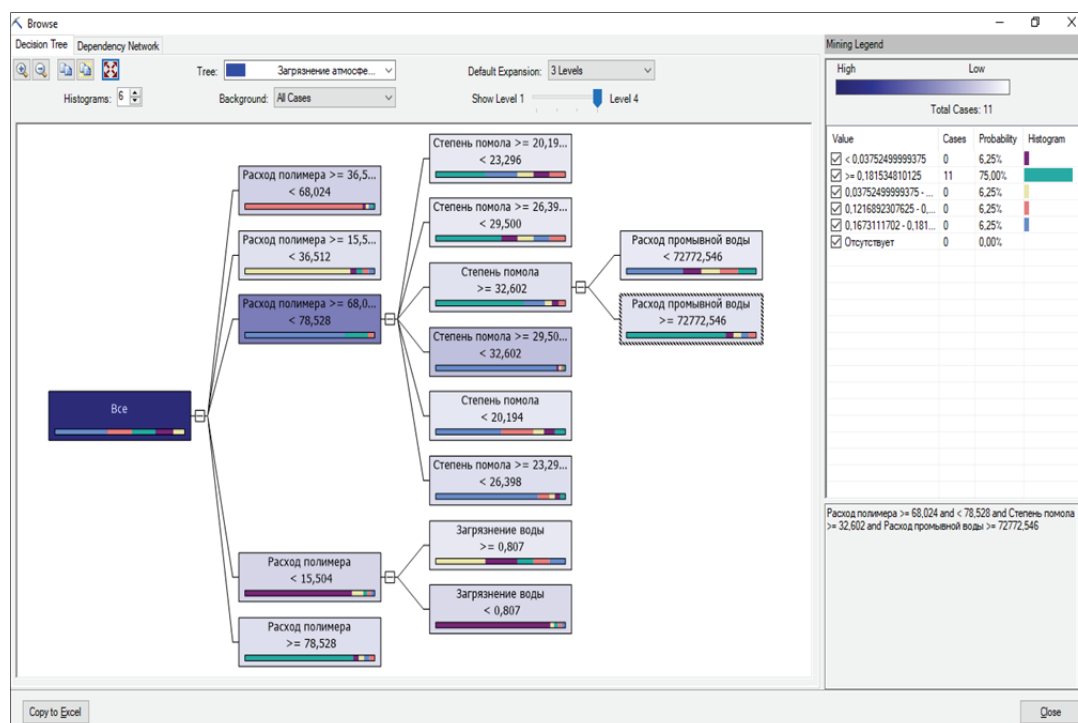 Browse
Decision Tree
Dependency Network
Mining Legend
Tree:
Загрязнение атмосфе...
Default Expansion:
3 Levels
Histograms:
6
Background:
All Cases
Show Level 1
Level 4
High
Low
Total Cases: 11
Value
Cases
Probability
Histogram
< 0,03752499999375
0
6,25%
>= 0,181534810125
11
75,00%
0,03752499999375 - ...
0
6,25%
0,1216892307625 - 0,...
0
6,25%
0,1673111702 - 0,181...
0
6,25%
Отсутствует
0
0,00%
Все
Расход полимера >= 36,5...
< 68,024
Расход полимера >= 15,5...
< 36,512
Расход полимера >= 68,0...
< 78,528
Расход полимера
< 15,504
Расход полимера
>= 78,528
Степень помола >= 20,19...
< 23,296
Степень помола >= 26,39...
< 29,500
Степень помола
>= 32,602
Степень помола >= 29,50...
< 32,602
Степень помола
< 20,194
Степень помола >= 23,29...
< 26,398
Загрязнение воды
>= 0,807
Загрязнение воды
< 0,807
Расход промывной воды
< 72772,546
Расход промывной воды
>= 72772,546
Расход полимера >= 68,024 and < 78,528 and Степень помола
>= 32,602 and Расход промывной воды >= 72772,546
Copy to Excel
Close